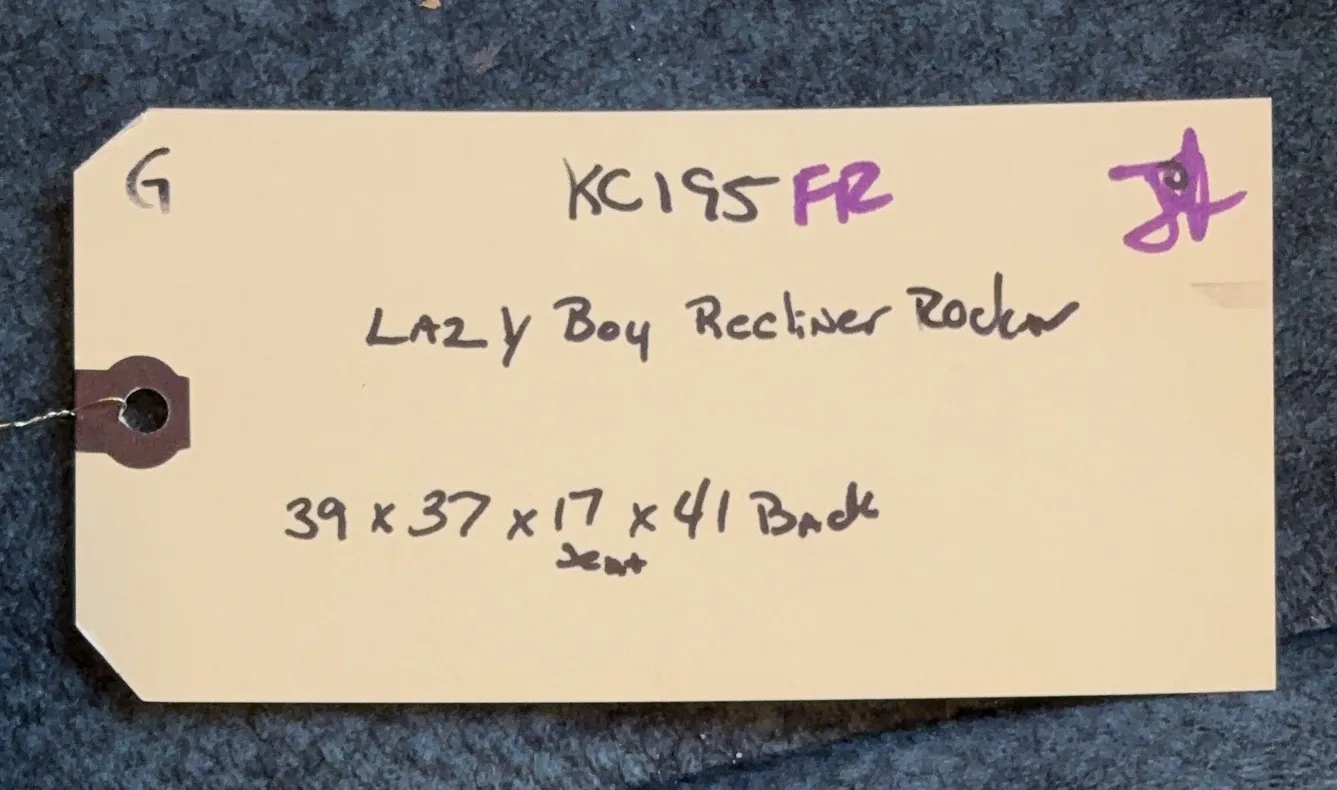 G KC195FR
LAZY Boy Recliner Rocker
39 x 37 x 17 x 41 Back
Seat